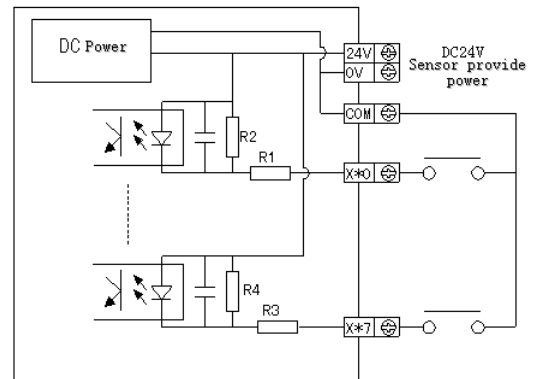 DC Power
24V
0V
DC24V
Sensor provide
power
COM
R2
R1
X*0
R4
R3
X*7